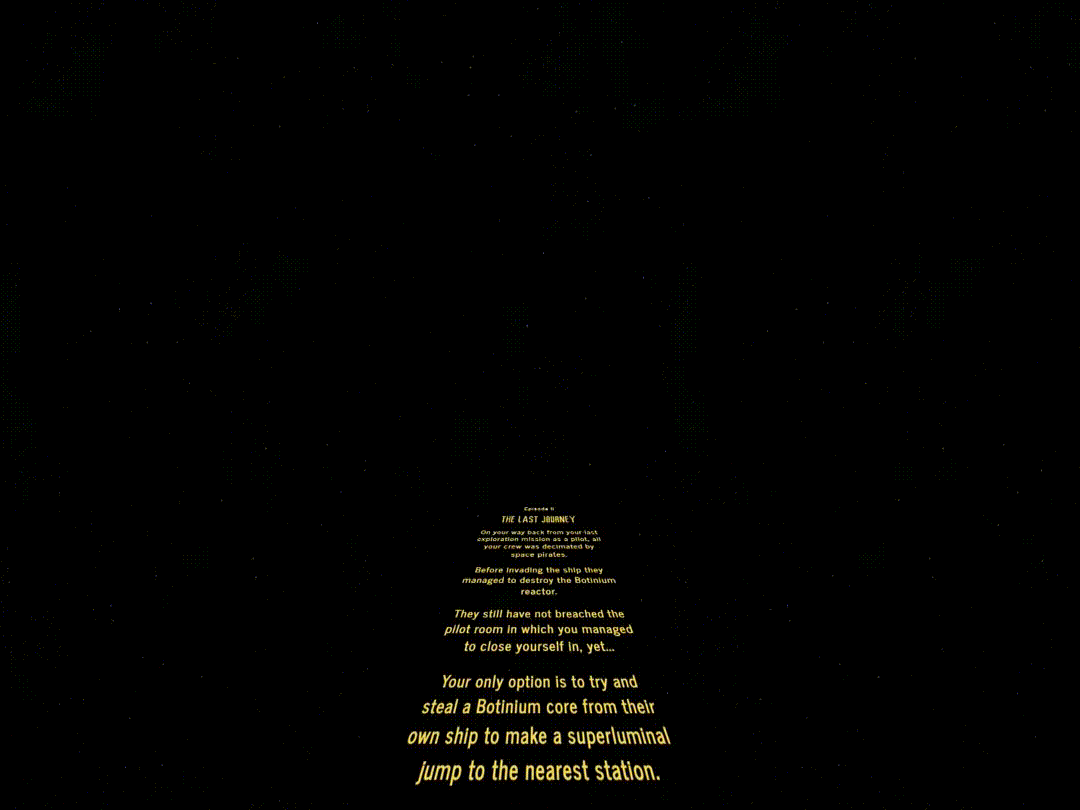 Episode II
THE LAST JOURNEY
On your way back from your last
exploration mission as a pilot, all
your crew was decimated by
space pirates.
Before invading the ship they
managed to destroy the Botinium
reactor.
They still have not breached the
pilot room in which you managed
to close yourself in, yet...
Your only option is to try and
steal a Botinium core from their
own ship to make a superluminal
jump to the nearest station.